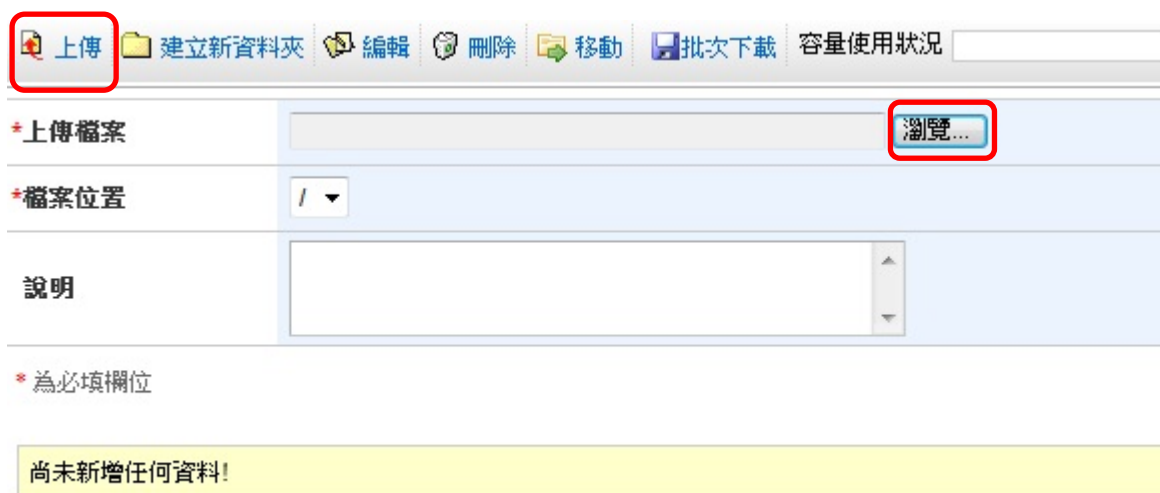 上傳 建立新資料夾 編輯 刪除 移動 批次下載 容量使用狀況
*上傳檔案 瀏覽...
*檔案位置 /
說明
* 為必填欄位
尚未新增任何資料!